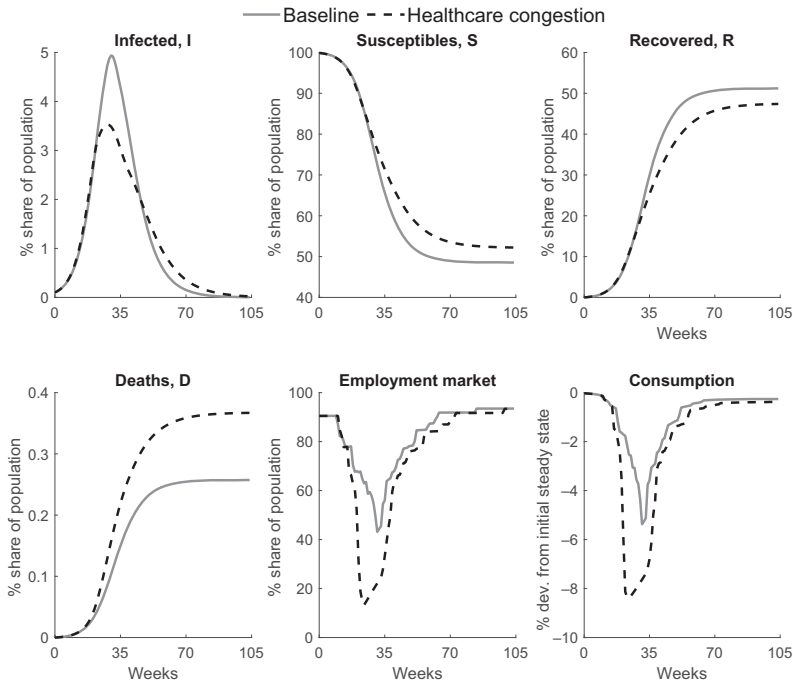 Baseline Healthcare congestion
Infected, I
Susceptibles, S
Recovered, R
% share of population
5
4
3
2
1
0
0 35 70 105
% share of population
100
90
80
70
60
50
40
0 35 70 105
% share of population
60
50
40
30
20
10
0
0 35 70 105
Weeks
Deaths, D
Employment market
Consumption
% share of population
0.4
0.3
0.2
0.1
0
0 35 70 105
Weeks
% share of population
100
80
60
40
20
0
0 35 70 105
Weeks
% dev. from initial steady state
0
−2
−4
−6
−8
−10
0 35 70 105
Weeks